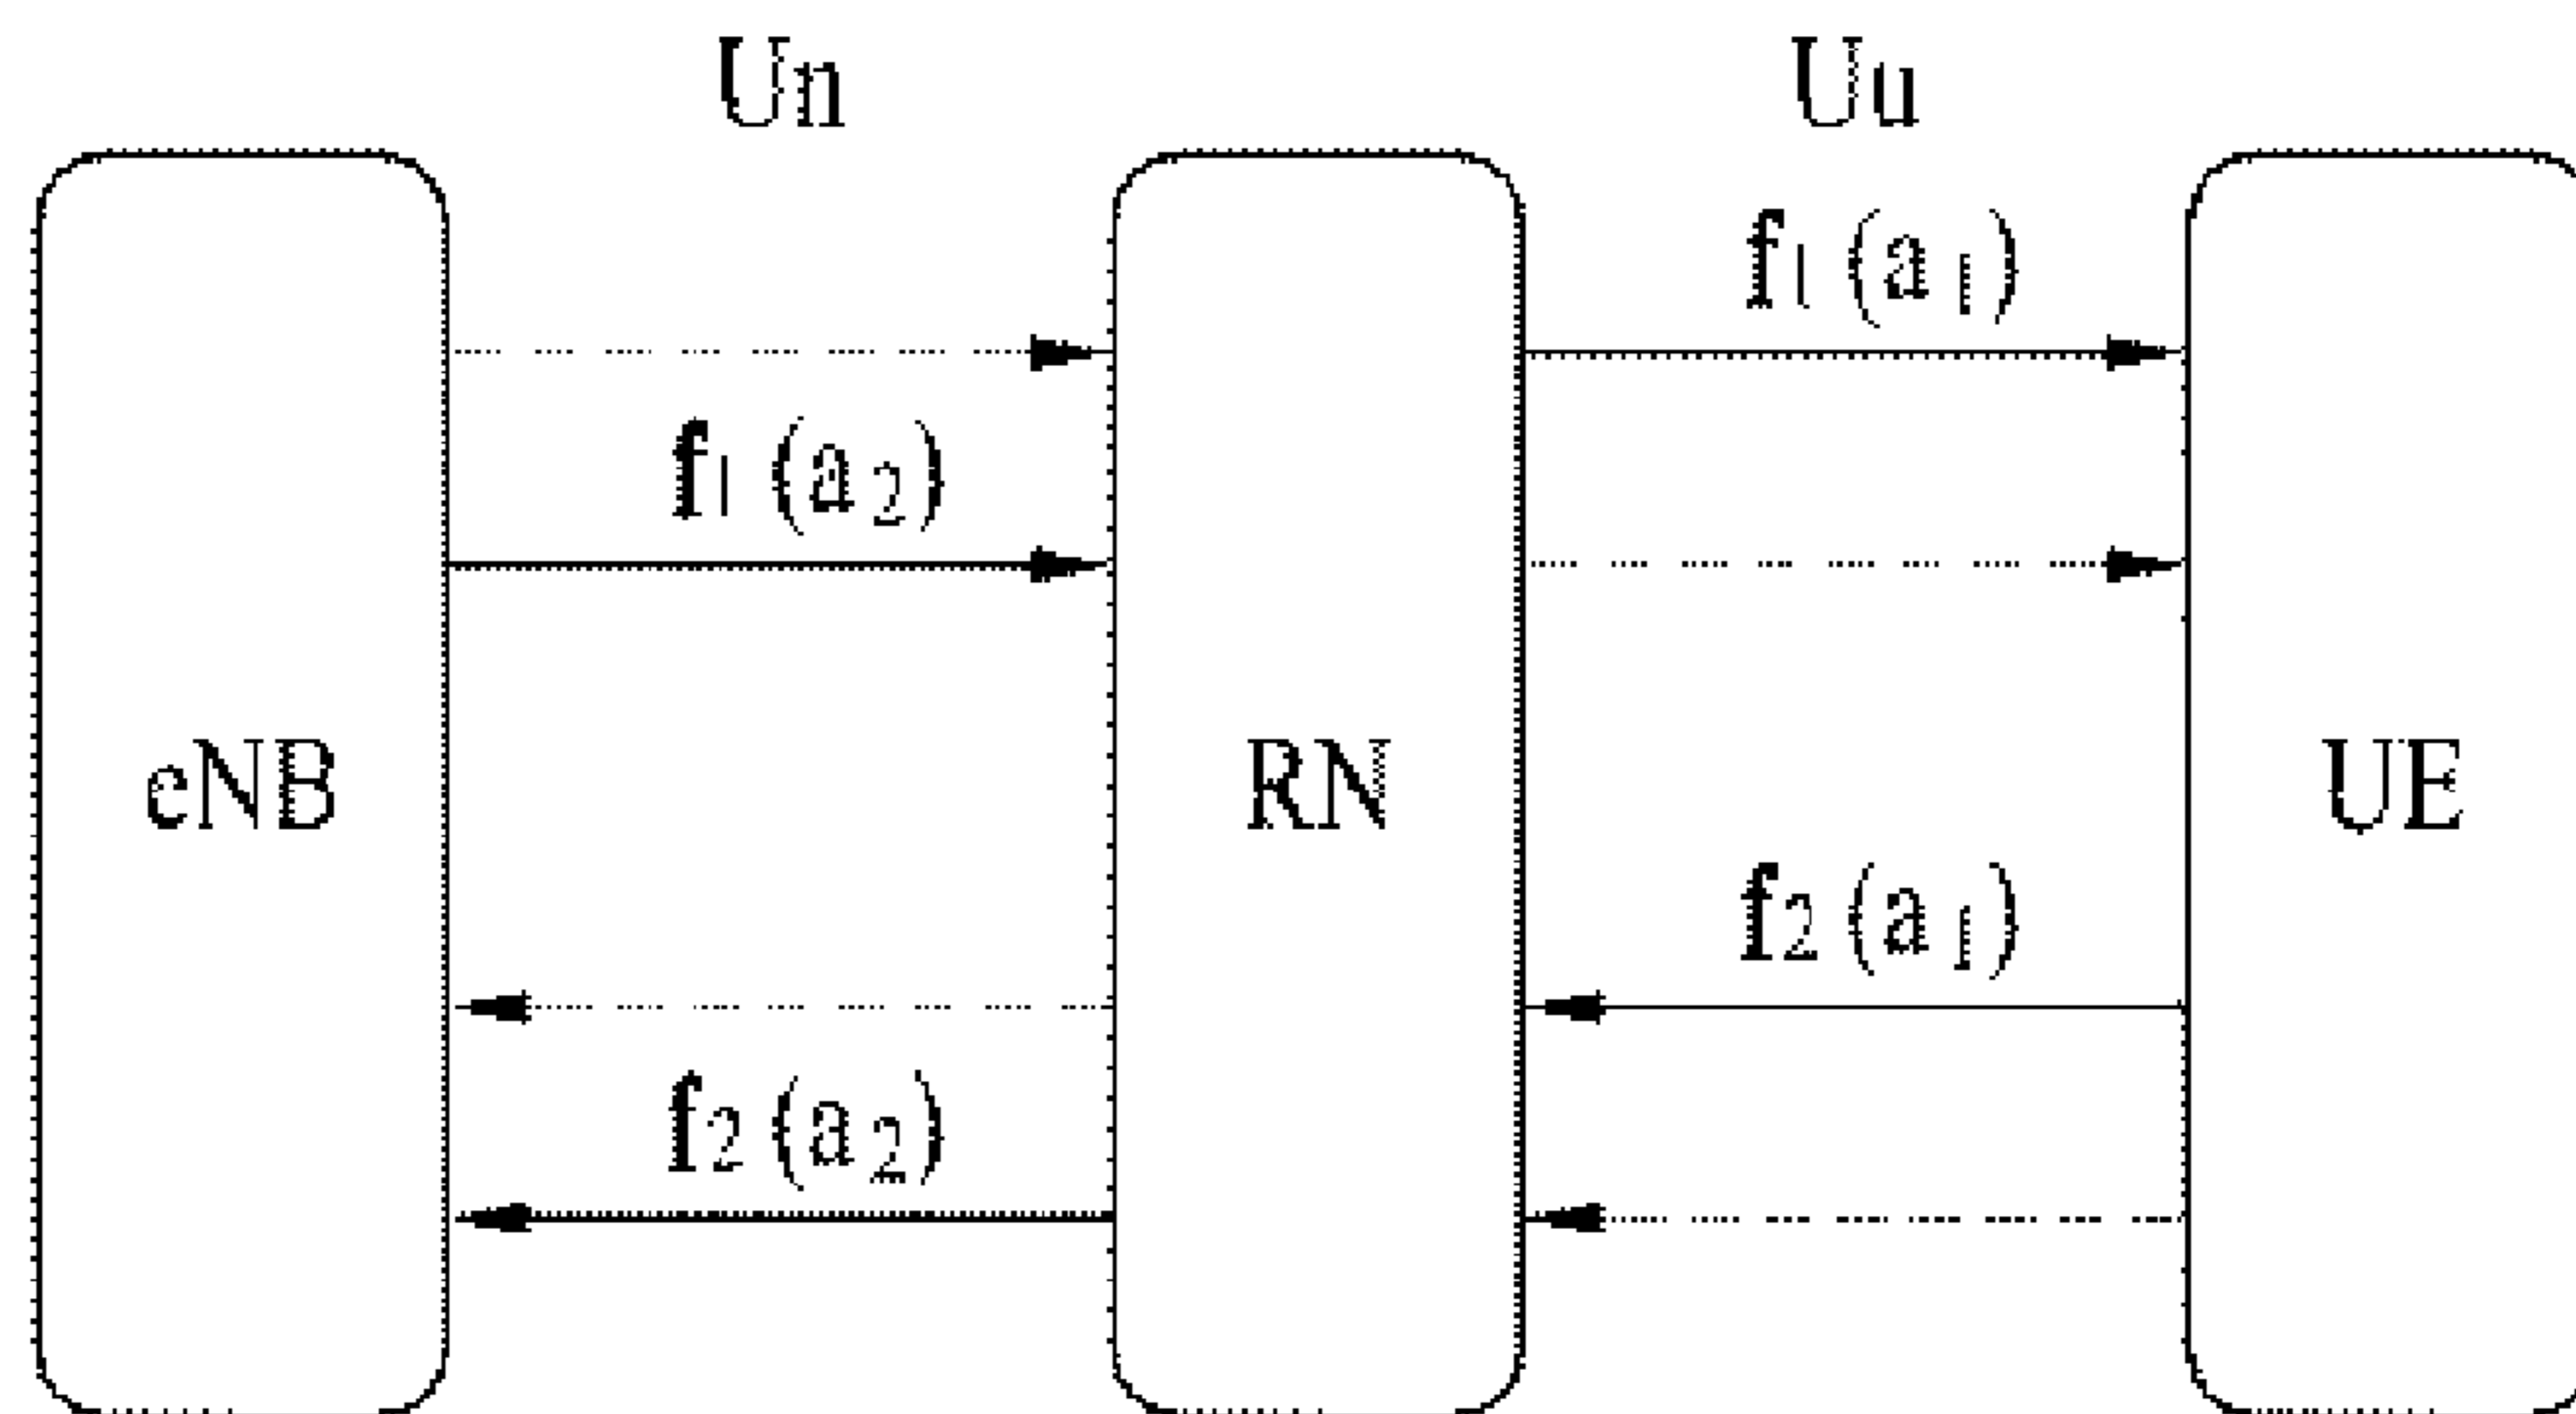 Un Uu
f1 (a1)
f1 (a2)
eNB RN UE
f2 (a1)
f2 (a2)